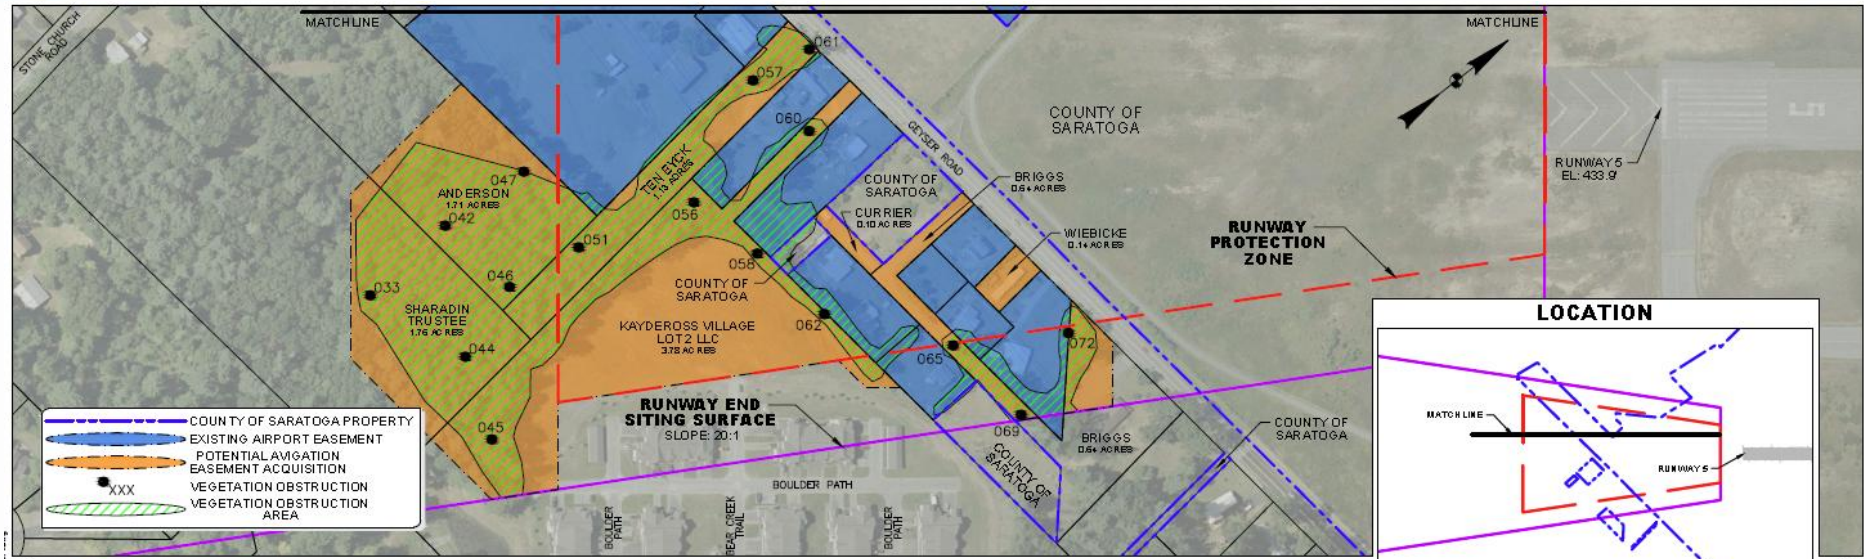 MATCHLINE
MATCHLINE
STONE CHURCH
ROAD
061
057
060
GEYSER ROAD
COUNTY OF
SARATOGA
RUNWAY 5
EL: 433.9'
5
047
ANDERSON
1.71 ACRES
042
TEN EYCK
1.13 ACRES
056
051
COUNTY OF
SARATOGA
BRIGGS
0.64 ACRES
CURRIER
0.10 ACRES
WIEBICKE
0.14 ACRES
RUNWAY
PROTECTION
ZONE
058
046
033
COUNTY OF
SARATOGA
SHARADIN
TRUSTEE
1.76 ACRES
KAYDEROSS VILLAGE
LOT 2 LLC
3.78 ACRES
062
044
065
072
RUNWAY END
SITING SURFACE
SLOPE: 20:1
045
069
BRIGGS
0.64 ACRES
COUNTY OF
SARATOGA
COUNTY OF
SARATOGA
BOULDER PATH
BOULDER
PATH
BEAR CREEK
TRAIL
BOULDER
PATH
COUNTY OF SARATOGA PROPERTY
EXISTING AIRPORT EASEMENT
POTENTIAL AVIGATION
EASEMENT ACQUISITION
XXX
VEGETATION OBSTRUCTION
VEGETATION OBSTRUCTION
AREA
LOCATION
MATCHLINE
RUNWAY 5